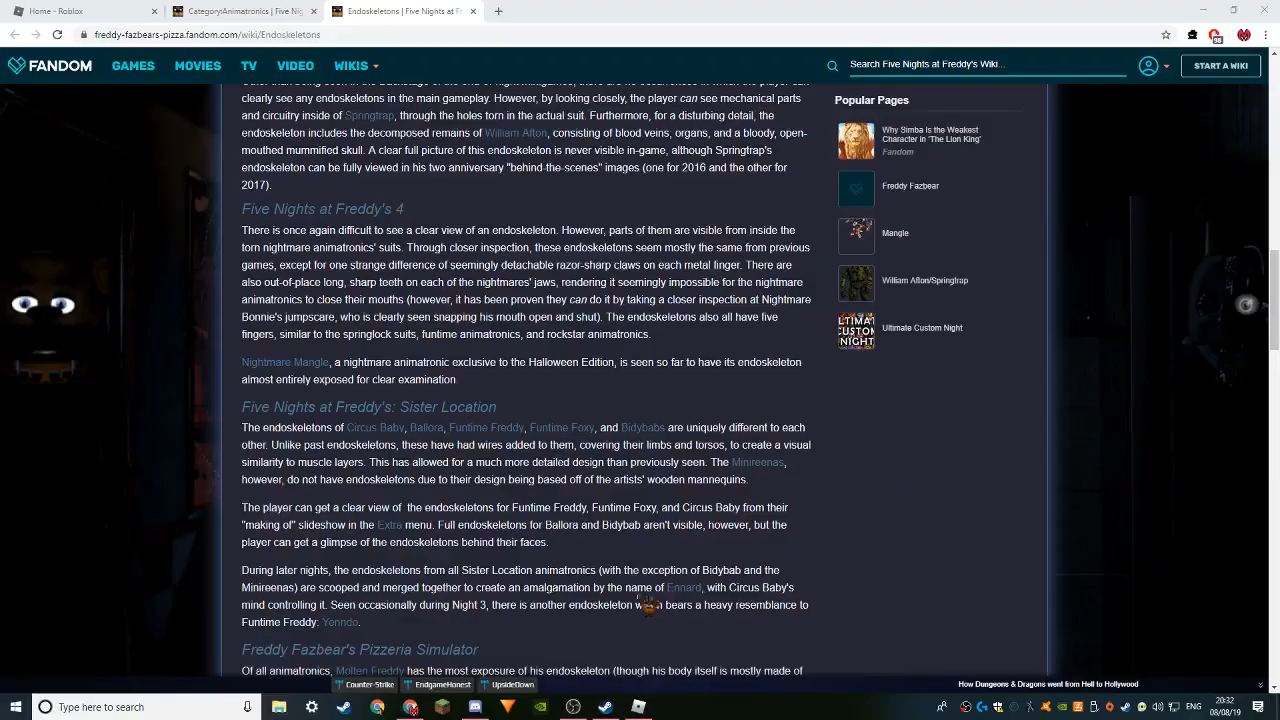 Home - Roblox
Category:Animatronics | Five Nig
Endoskeletons | Five Nights at Fr
freddy-fazbears-pizza.fandom.com/wiki/Endoskeletons
FANDOM GAMES MOVIES TV VIDEO WIKIS Search Five Nights at Freddy's Wiki... START A WIKI
clearly see any endoskeletons in the main gameplay. However, by looking closely, the player can see mechanical parts
and circuitry inside of Springtrap, through the holes torn in the actual suit. Furthermore, for a disturbing detail, the
endoskeleton includes the decomposed remains of William Afton, consisting of blood veins, organs, and a bloody, open-
mouthed mummified skull. A clear full picture of this endoskeleton is never visible in-game, although Springtrap's
endoskeleton can be fully viewed in his two anniversary "behind-the-scenes" images (one for 2016 and the other for
2017).
Five Nights at Freddy's 4
There is once again difficult to see a clear view of an endoskeleton. However, parts of them are visible from inside the
torn nightmare animatronics' suits. Through closer inspection, these endoskeletons seem mostly the same from previous
games, except for one strange difference of seemingly detachable razor-sharp claws on each metal finger. There are
also out-of-place long, sharp teeth on each of the nightmares' jaws, rendering it seemingly impossible for the nightmare
animatronics to close their mouths (however, it has been proven they can do it by taking a closer inspection at Nightmare
Bonnie's jumpscare, who is clearly seen snapping his mouth open and shut). The endoskeletons also all have five
fingers, similar to the springlock suits, funtime animatronics, and rockstar animatronics.
Nightmare Mangle, a nightmare animatronic exclusive to the Halloween Edition, is seen so far to have its endoskeleton
almost entirely exposed for clear examination.
Five Nights at Freddy's: Sister Location
The endoskeletons of Circus Baby, Ballora, Funtime Freddy, Funtime Foxy, and Bidybabs are uniquely different to each
other. Unlike past endoskeletons, these have had wires added to them, covering their limbs and torsos, to create a visual
similarity to muscle layers. This has allowed for a much more detailed design than previously seen. The Minireenas,
however, do not have endoskeletons due to their design being based off of the artists' wooden mannequins.
The player can get a clear view of the endoskeletons for Funtime Freddy, Funtime Foxy, and Circus Baby from their
"making of" slideshow in the Extra menu. Full endoskeletons for Ballora and Bidybab aren't visible, however, but the
player can get a glimpse of the endoskeletons behind their faces.
During later nights, the endoskeletons from all Sister Location animatronics (with the exception of Bidybab and the
Minireenas) are scooped and merged together to create an amalgamation by the name of Ennard, with Circus Baby's
mind controlling it. Seen occasionally during Night 3, there is another endoskeleton bears a heavy resemblance to
Funtime Freddy: Yenndo.
Freddy Fazbear's Pizzeria Simulator
Of all animatronics, Molten Freddy has the most exposure of his endoskeleton (though his body itself is mostly made of
Popular Pages
Why Simba Is the Weakest
Character in 'The Lion King'
Fandom
Freddy Fazbear
Mangle
William Afton/Springtrap
ULTIMATE
CUSTOM
NIGHT
Ultimate Custom Night
Counter-Strike EndgameHonest UpsideDown
How Dungeons & Dragons went from Hell to Hollywood
Type here to search
ENG
20:32
08/08/19